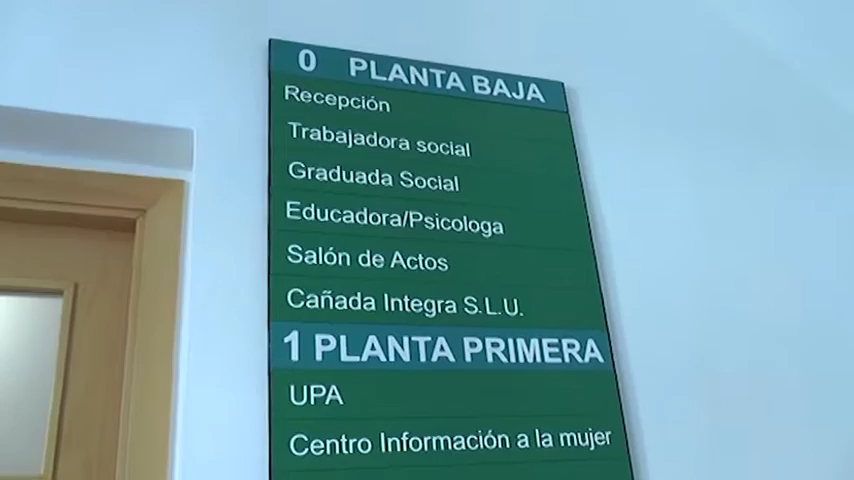 0 PLANTA BAJA
Recepción
Trabajadora social
Graduada Social
Educadora/Psicologa
Salón de Actos
Cañada Integra S.L.U.
1 PLANTA PRIMERA
UPA
Centro Información a la mujer